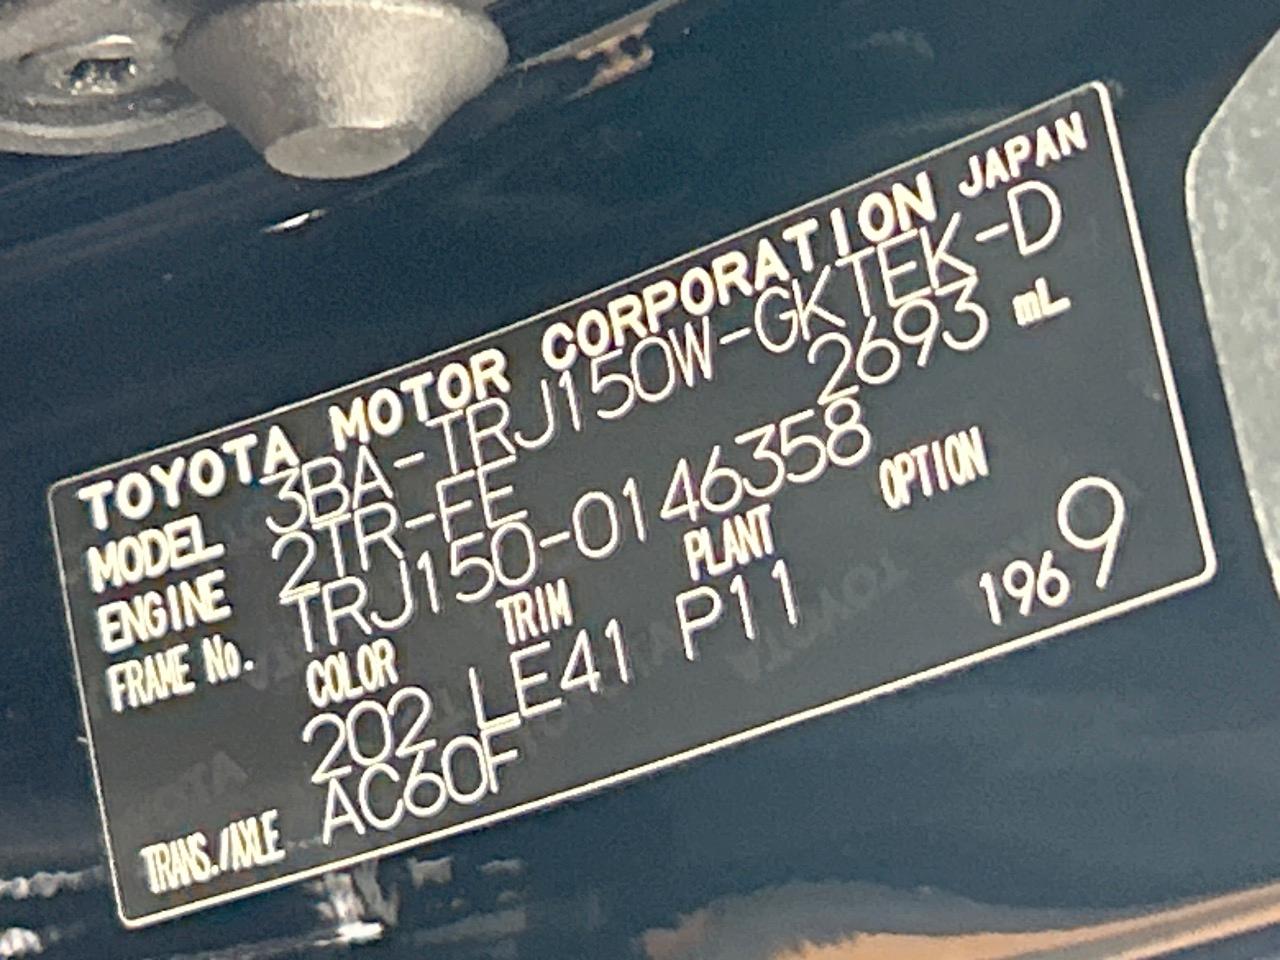 TOYOTA MOTOR CORPORATION JAPAN
MODEL 3BA-TRJ150W-GKTEK-D
ENGINE 2TR-FE 2693 mL
FRAME No. TRJ150-0146358
COLOR TRIM PLANT OPTION
202 LE41 P11 1969
TRANS./AXLE AC60F